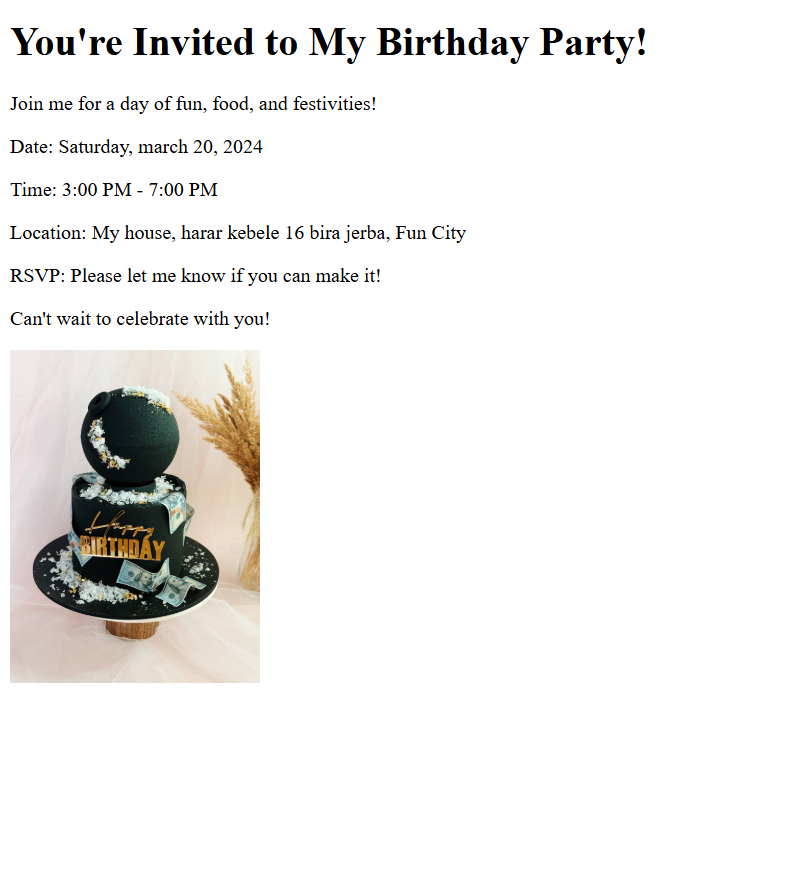 You're Invited to My Birthday Party!
Join me for a day of fun, food, and festivities!
Date: Saturday, march 20, 2024
Time: 3:00 PM - 7:00 PM
Location: My house, harar kebele 16 bira jerba, Fun City
RSVP: Please let me know if you can make it!
Can't wait to celebrate with you!
Happy
BIRTHDAY